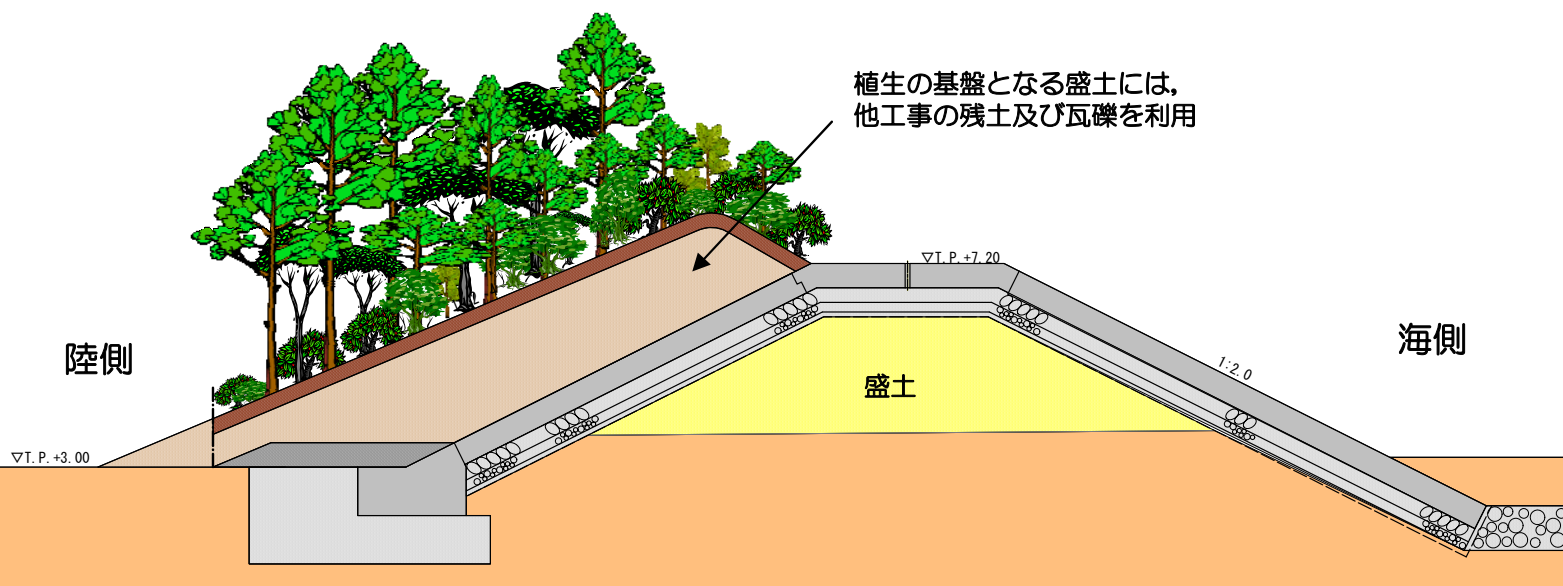 植生の基盤となる盛土には，
他工事の残土及び瓦礫を利用
▽T.P.+7.20
陸側
海側
1:2.0
盛土
▽T.P.+3.00